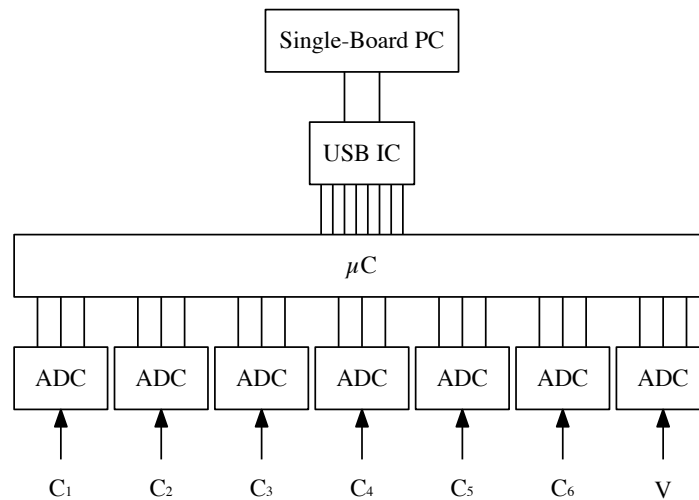 Single-Board PC
USB IC
µC
ADC ADC ADC ADC ADC ADC ADC
C₁ C₂ C₃ C₄ C₅ C₆ V